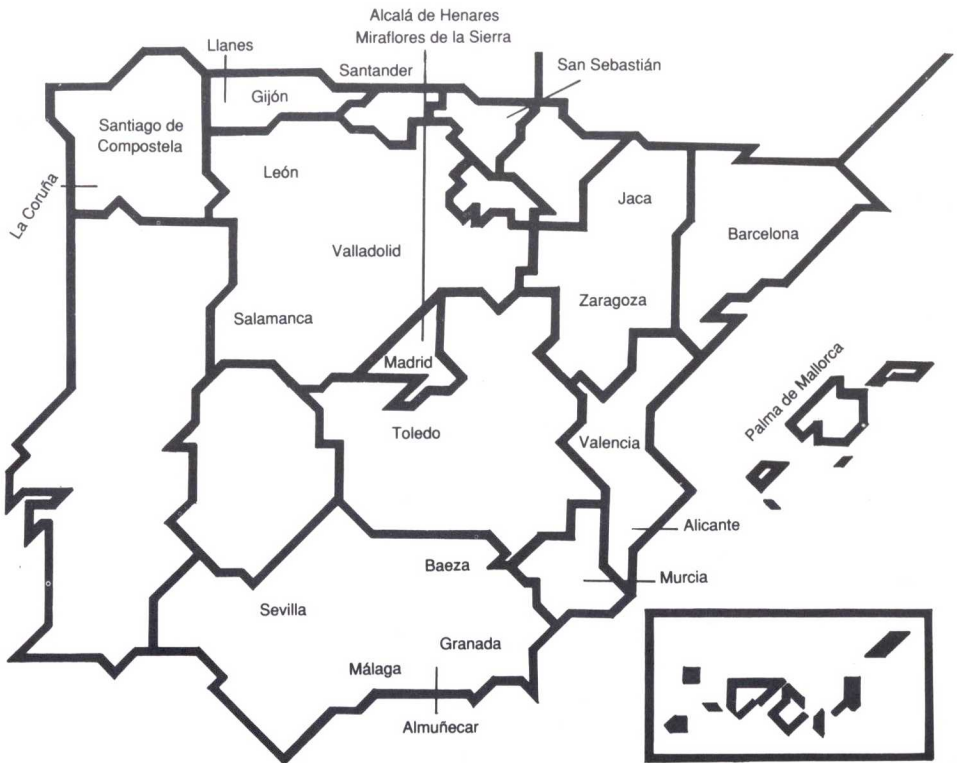 Alcalá de Henares
Miraflores de la Sierra
Llanes
Santander
San Sebastián
Gijón
Santiago de
Compostela
León
La Coruña
Jaca
Barcelona
Valladolid
Zaragoza
Salamanca
Madrid
Palma de Mallorca
Toledo
Valencia
Alicante
Baeza
Murcia
Sevilla
Granada
Málaga
Almuñecar